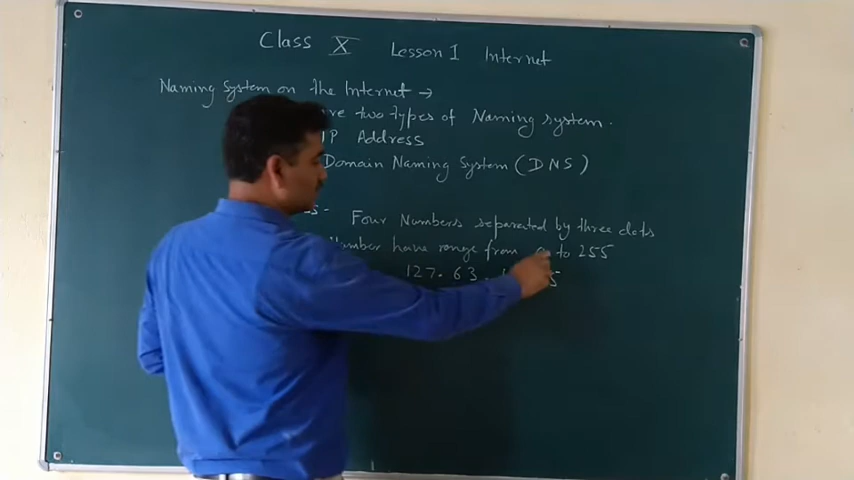 Class X Lesson 1 Internet
Naming System on the Internet →
two types of Naming system.
IP Address
Domain Naming System (DNS)
Four Numbers separated by three dots
Number have range from 0 to 255
127. 63.